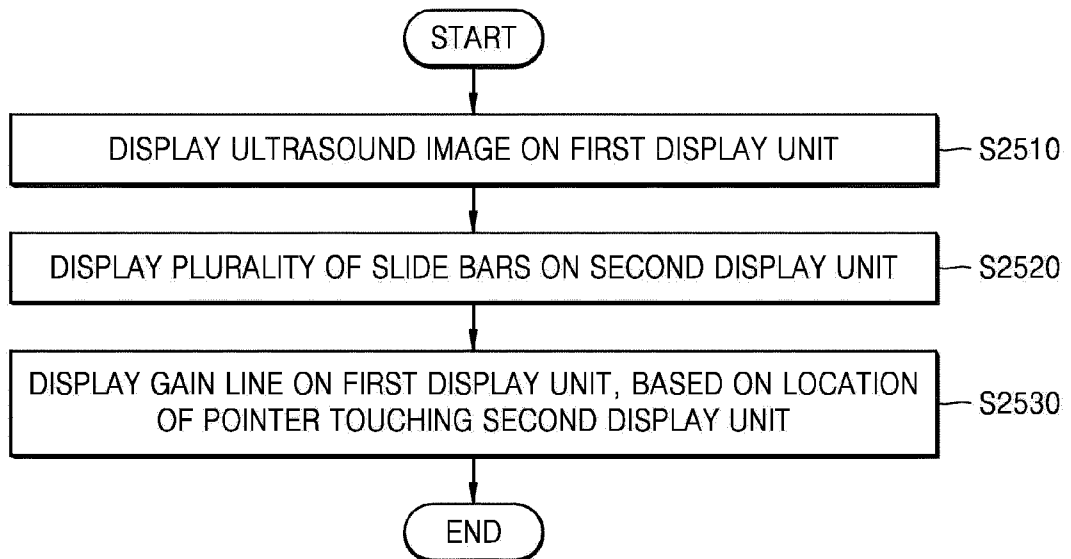 START
DISPLAY ULTRASOUND IMAGE ON FIRST DISPLAY UNIT
S2510
DISPLAY PLURALITY OF SLIDE BARS ON SECOND DISPLAY UNIT
S2520
DISPLAY GAIN LINE ON FIRST DISPLAY UNIT, BASED ON LOCATION
OF POINTER TOUCHING SECOND DISPLAY UNIT
S2530
END